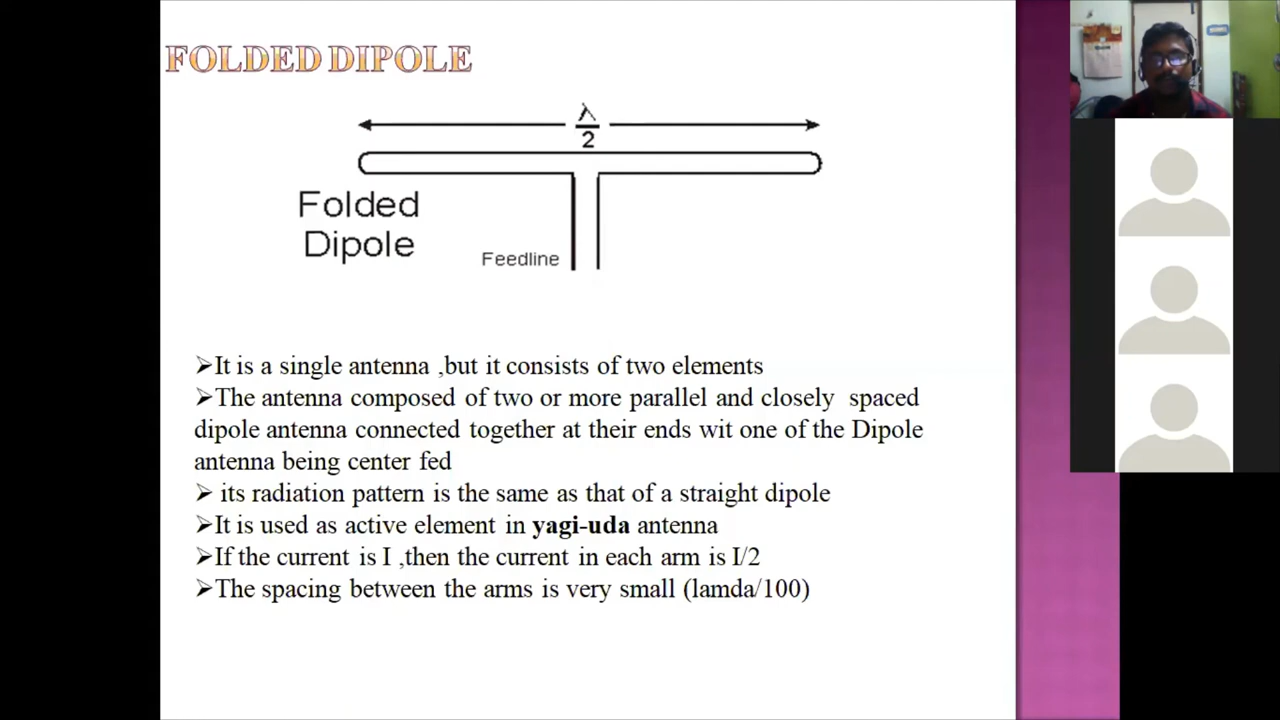 FOLDED DIPOLE
λ
2
Folded
Dipole
Feedline
➢It is a single antenna ,but it consists of two elements
➢The antenna composed of two or more parallel and closely spaced
dipole antenna connected together at their ends wit one of the Dipole
antenna being center fed
➢ its radiation pattern is the same as that of a straight dipole
➢It is used as active element in yagi-uda antenna
➢If the current is I ,then the current in each arm is I/2
➢The spacing between the arms is very small (lamda/100)